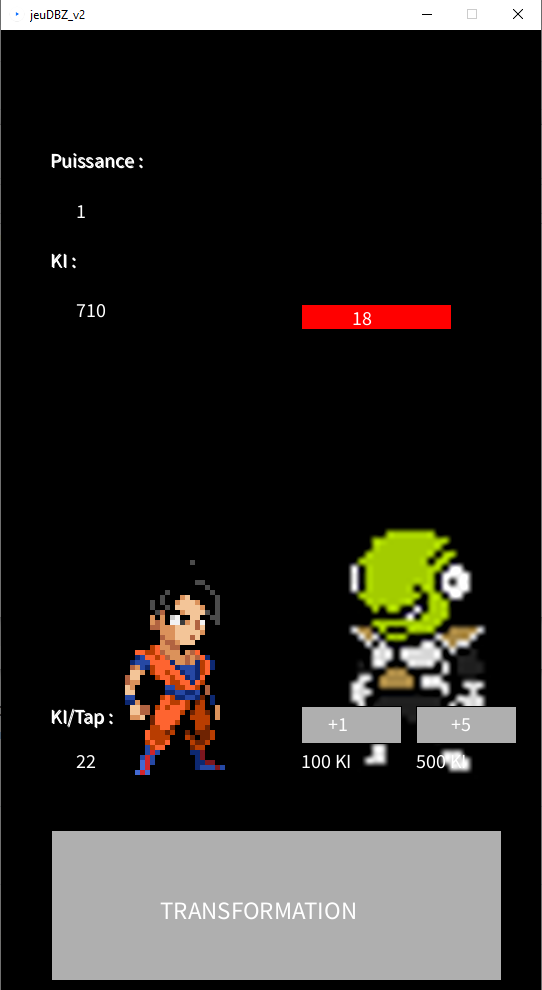 jeuDBZ_v2
Puissance :
1
KI :
710
18
KI/Tap :
22
+1
+5
100 KI
500 KI
TRANSFORMATION